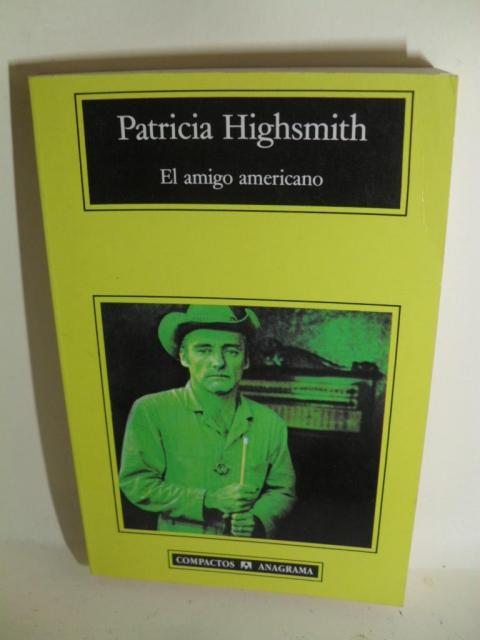 Patricia Highsmith
El amigo americano
COMPACTOS ANAGRAMA